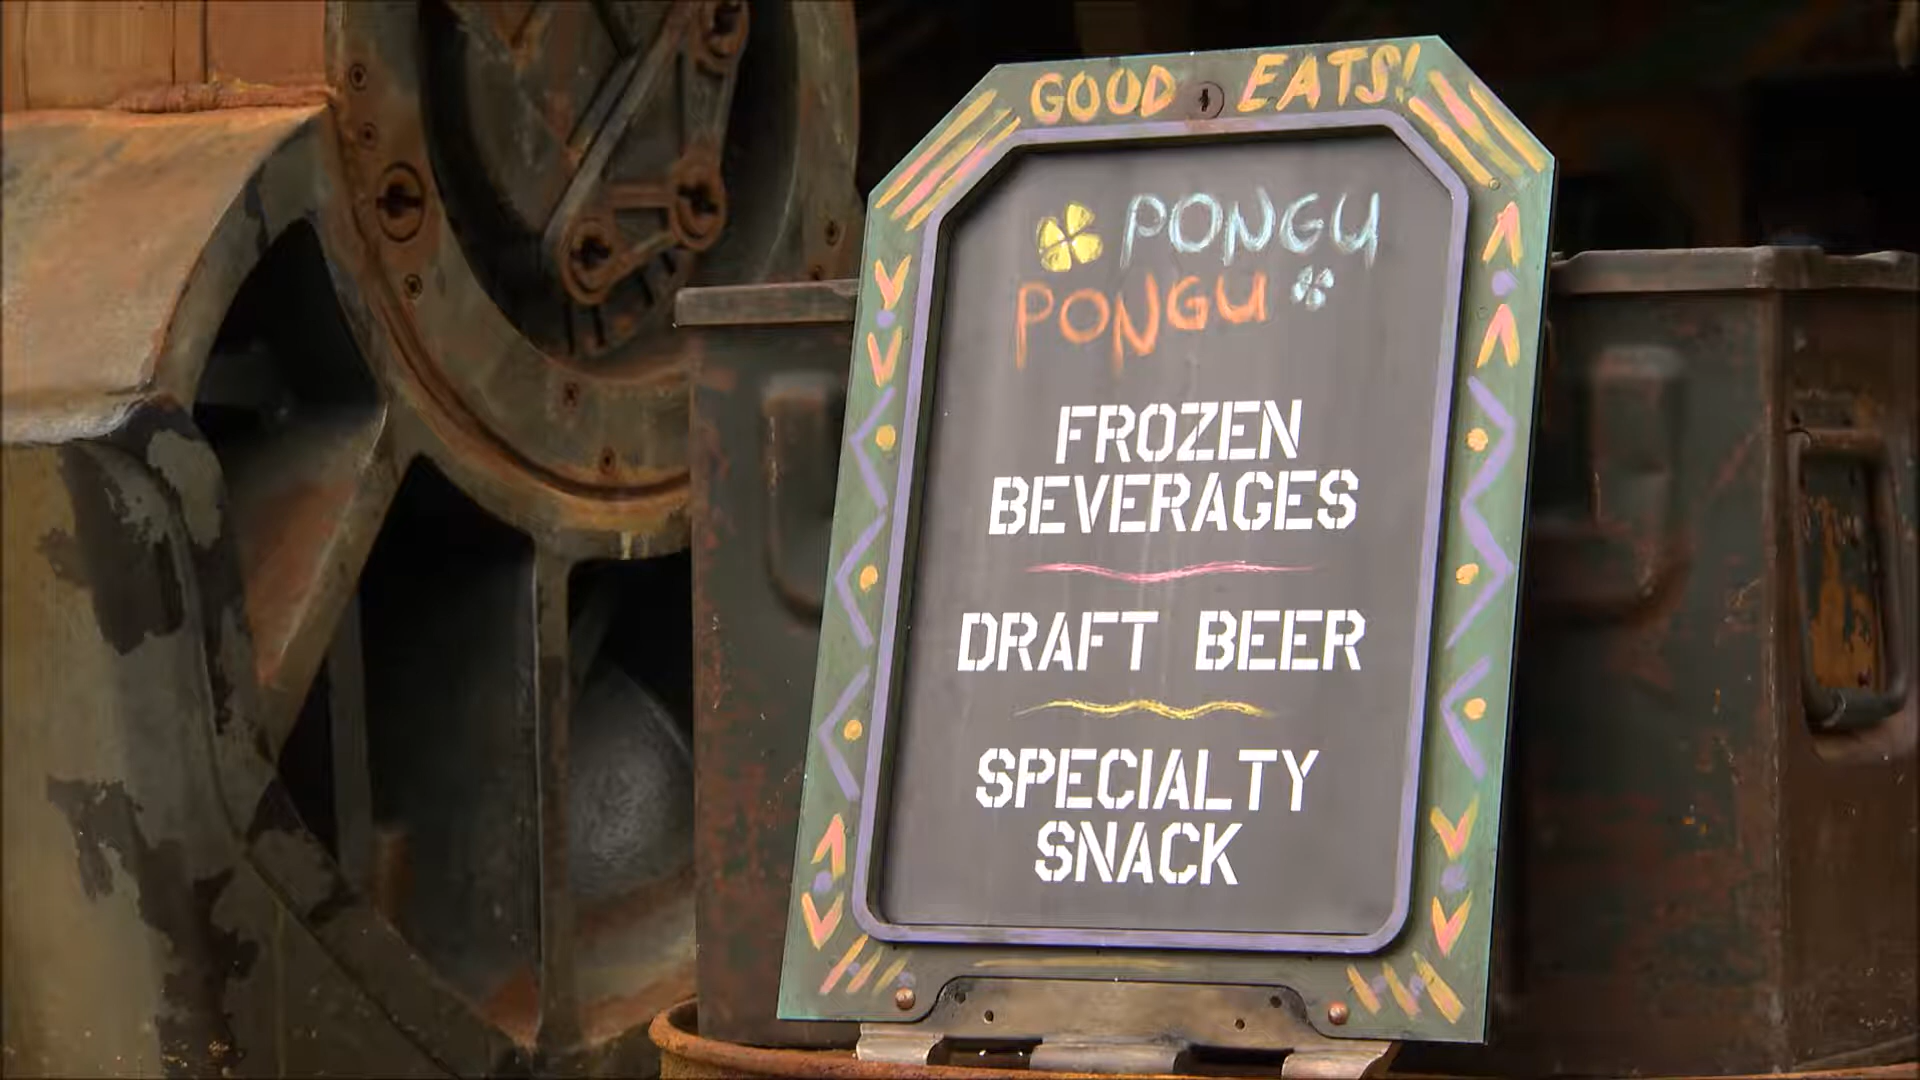 GOOD EATS!
PONGU
PONGU
FROZEN
BEVERAGES
DRAFT BEER
SPECIALTY
SNACK